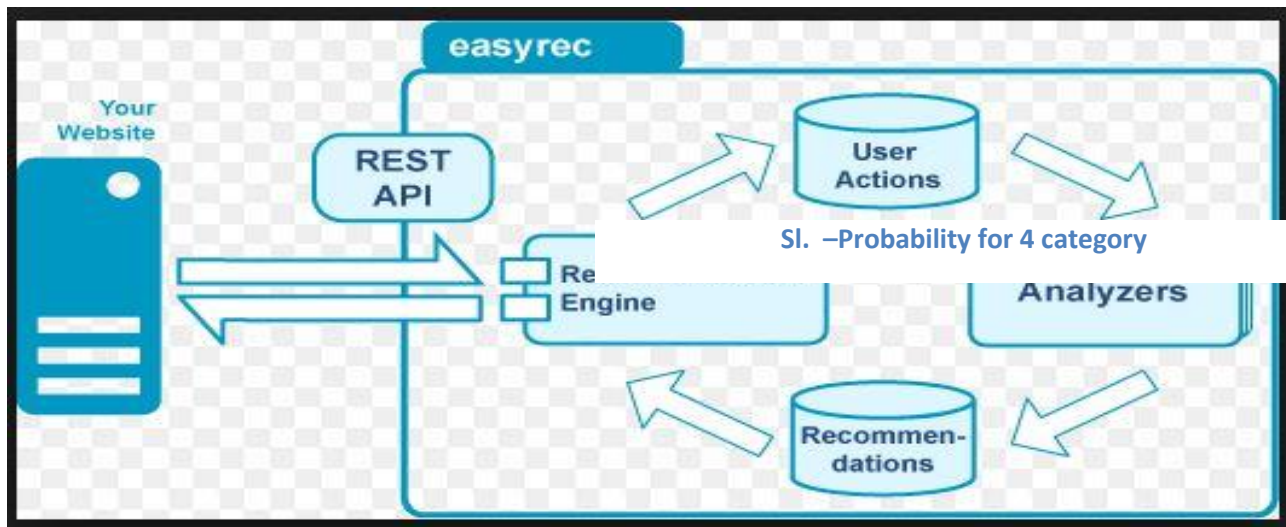 easyrec
Your
Website
REST
API
User
Actions
Sl. –Probability for 4 category
Engine
Analyzers
Recommen-
dations